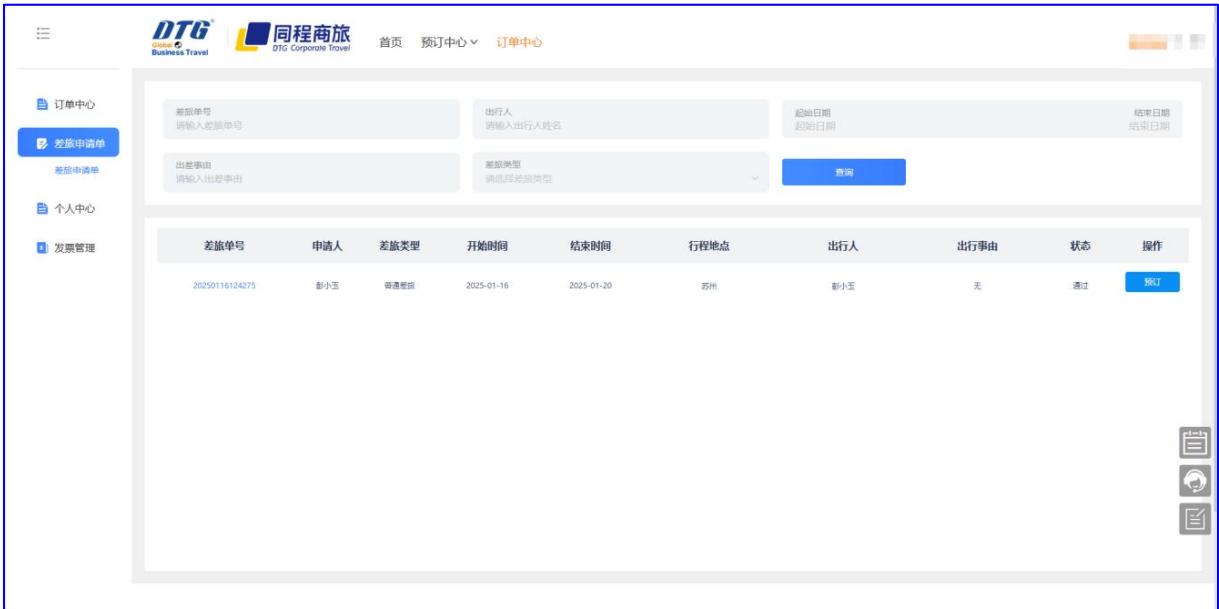 DTG
Global
Business Travel
同程商旅
DTG Corporate Travel
首页 预订中心 订单中心
订单中心
差旅申请单
差旅申请单
个人中心
发票管理
差旅单号 出行人 起始日期 结束日期
请输入差旅单号 请输入出行人姓名 起始日期 结束日期
出差事由 差旅类型
请输入出差事由 请选择差旅类型
查询
差旅单号 申请人 差旅类型 开始时间 结束时间 行程地点 出行人 出行事由 状态 操作
20250116124275 彭小玉 普通差旅 2025-01-16 2025-01-20 苏州 彭小玉 无 通过 预订